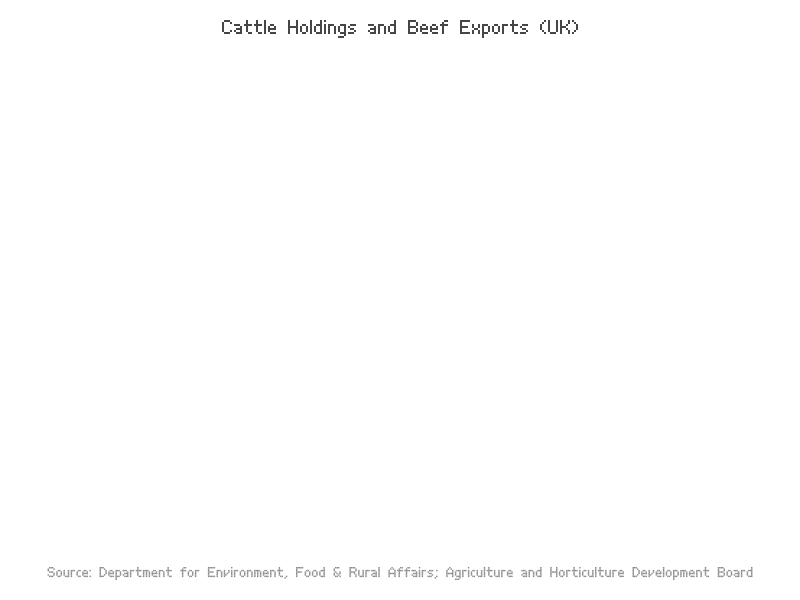 Cattle Holdings and Beef Exports (UK)
Source: Department for Environment, Food & Rural Affairs; Agriculture and Horticulture Development Board